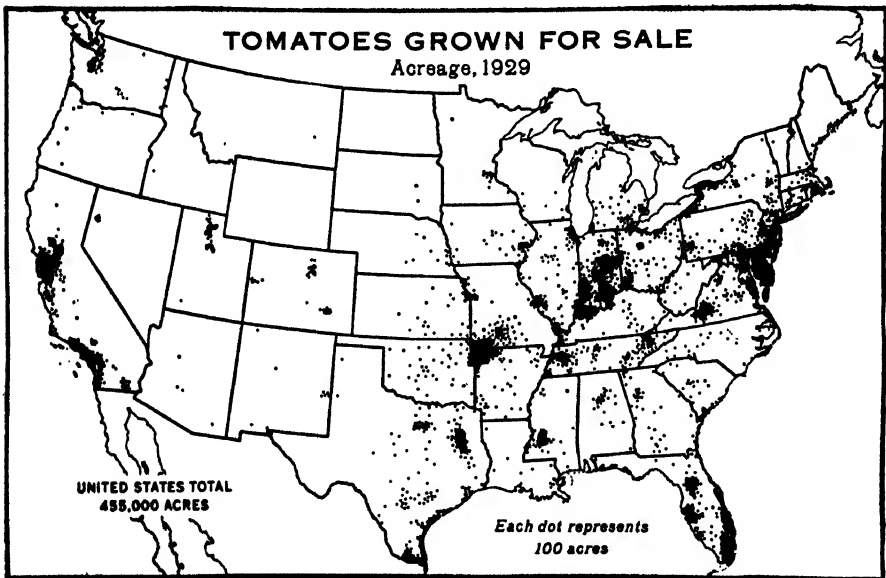 TOMATOES GROWN FOR SALE
Acreage, 1929
UNITED STATES TOTAL
455,000 ACRES
Each dot represents
100 acres